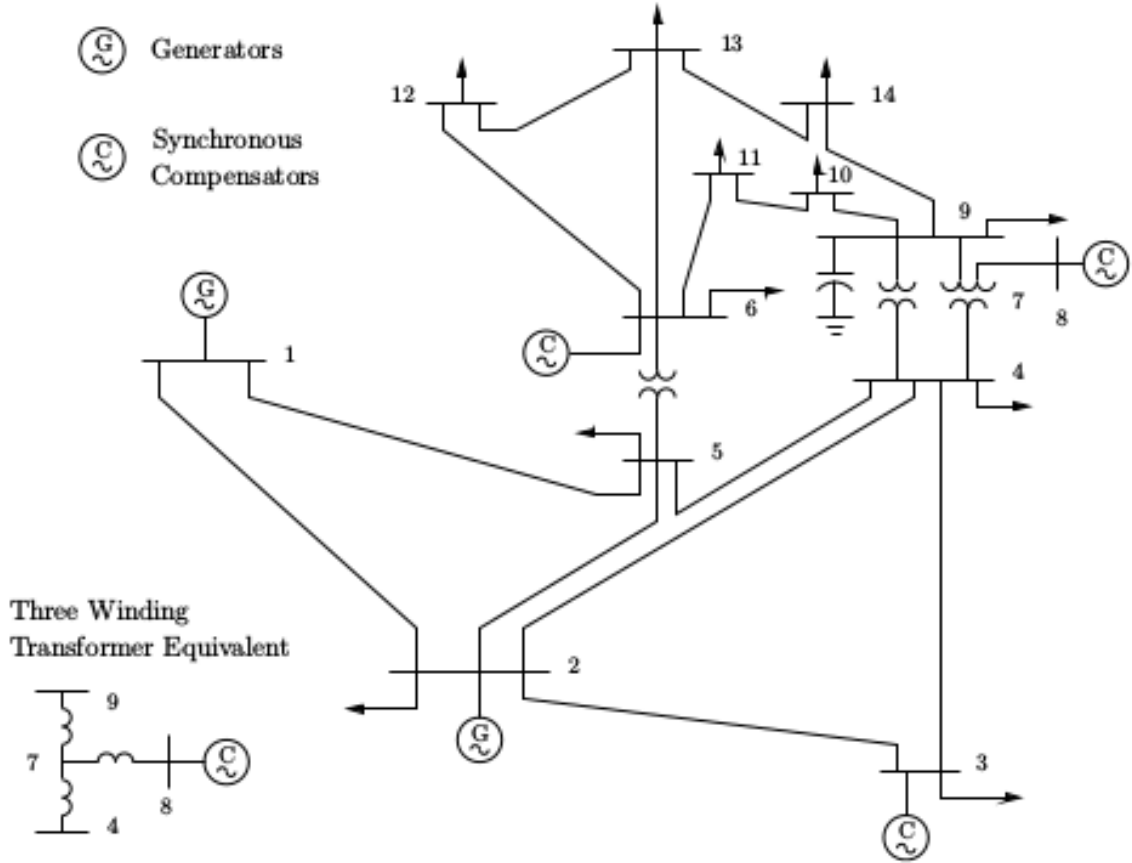 G Generators
C Synchronous
Compensators
13
12
14
11
10
9
G
C
7
8
6
C
1
4
5
Three Winding
Transformer Equivalent
2
9
G
C
7
3
8
4
C